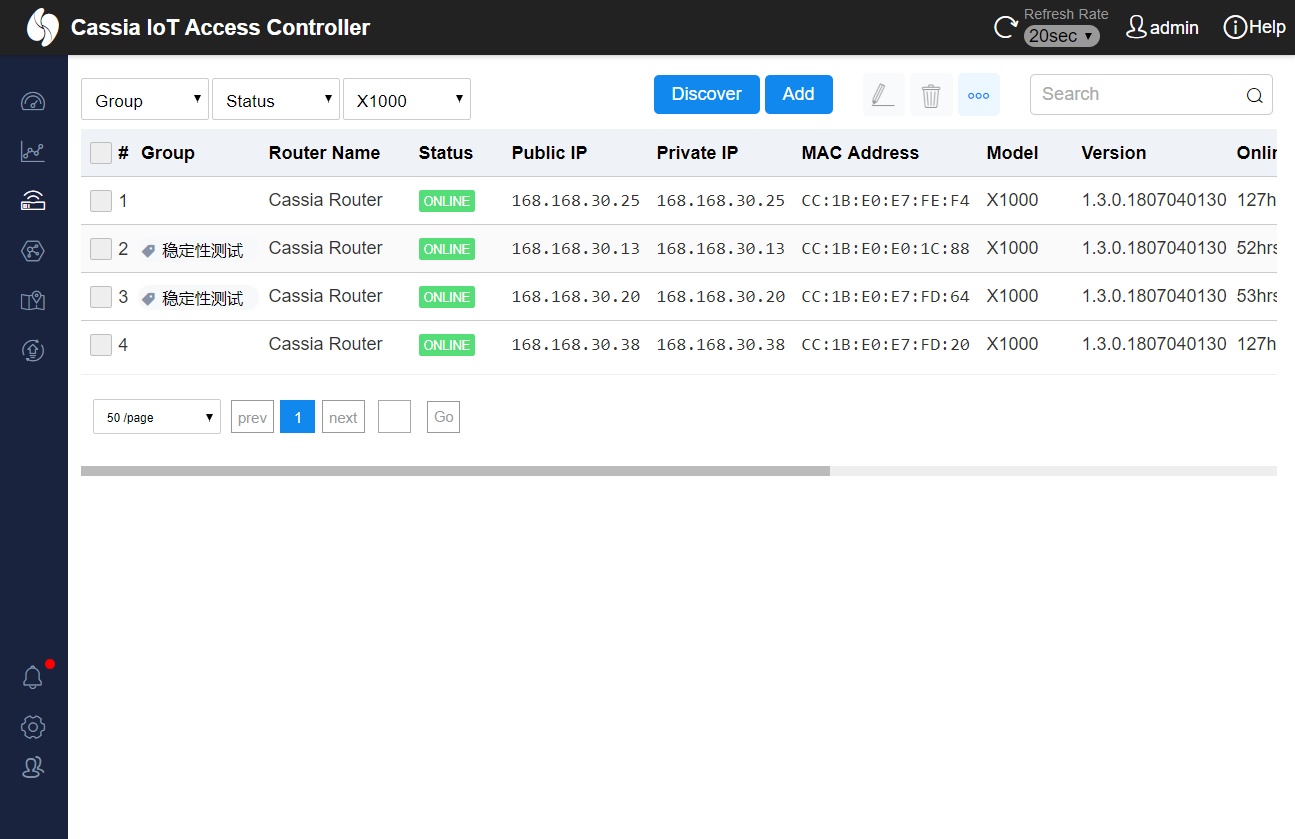 Cassia IoT Access Controller
Refresh Rate
20sec
admin
Help
Group Status X1000 Discover Add Search
# Group Router Name Status Public IP Private IP MAC Address Model Version Onlin
1 Cassia Router ONLINE 168.168.30.25 168.168.30.25 CC:1B:E0:E7:FE:F4 X1000 1.3.0.1807040130 127h
2 稳定性测试 Cassia Router ONLINE 168.168.30.13 168.168.30.13 CC:1B:E0:E0:1C:88 X1000 1.3.0.1807040130 52hrs
3 稳定性测试 Cassia Router ONLINE 168.168.30.20 168.168.30.20 CC:1B:E0:E7:FD:64 X1000 1.3.0.1807040130 53hrs
4 Cassia Router ONLINE 168.168.30.38 168.168.30.38 CC:1B:E0:E7:FD:20 X1000 1.3.0.1807040130 127h
50 /page prev 1 next Go